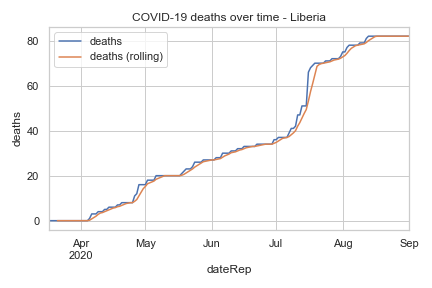 COVID-19 deaths over time - Liberia
deaths
deaths (rolling)
80
60
40
20
0
deaths
Apr
2020
May
Jun
Jul
Aug
Sep
dateRep